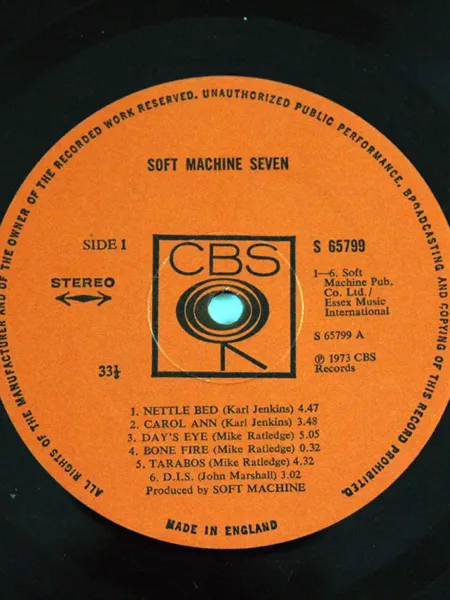 ALL RIGHTS OF THE MANUFACTURER AND OF THE OWNER OF THE RECORDED WORK RESERVED. UNAUTHORIZED PUBLIC PERFORMANCE, BROADCASTING AND COPYING OF THIS RECORD PROHIBITED.
SOFT MACHINE SEVEN
SIDE 1
CBS
S 65799
STEREO
1—6. Soft
Machine Pub.
Co. Ltd./
Essex Music
International
S 65799 A
33⅓
℗ 1973 CBS
Records
1. NETTLE BED (Karl Jenkins) 4.47
2. CAROL ANN (Karl Jenkins) 3.48
3. DAY'S EYE (Mike Ratledge) 5.05
4. BONE FIRE (Mike Ratledge) 0.32
5. TARABOS (Mike Ratledge) 4.32
6. D.I.S. (John Marshall) 3.02
Produced by SOFT MACHINE
MADE IN ENGLAND